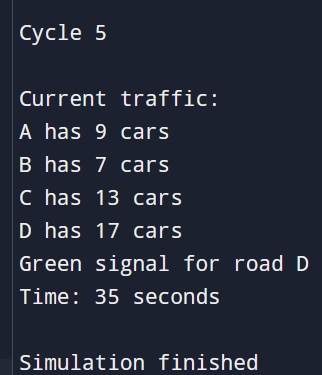 Cycle 5
Current traffic:
A has 9 cars
B has 7 cars
C has 13 cars
D has 17 cars
Green signal for road D
Time: 35 seconds
Simulation finished